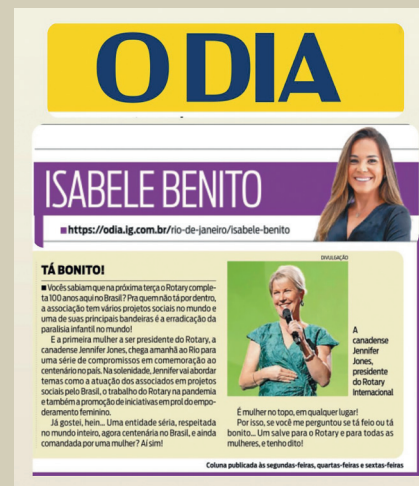 O DIA
ISABELE BENITO
■ https://odia.ig.com.br/rio-de-janeiro/isabele-benito
DIVULGAÇÃO
TÁ BONITO!
■ Vocês sabiam que na próxima terça o Rotary comple-
ta 100 anos aqui no Brasil? Pra quem não tá por dentro,
a associação tem vários projetos sociais no mundo e
uma de suas principais bandeiras é a erradicação da
paralisia infantil no mundo!
E a primeira mulher a ser presidente do Rotary, a
canadense Jennifer Jones, chega amanhã ao Rio para
uma série de compromissos em comemoração ao
centenário no país. Na solenidade, Jennifer vai abordar
temas como a atuação dos associados em projetos
sociais pelo Brasil, o trabalho do Rotary na pandemia
e também a promoção de iniciativas em prol do empo-
deramento feminino.
Já gostei, hein... Uma entidade séria, respeitada
no mundo inteiro, agora centenária no Brasil, e ainda
comandada por uma mulher? Aí sim!
A
canadense
Jennifer
Jones,
presidente
do Rotary
Internacional
É mulher no topo, em qualquer lugar!
Por isso, se você me perguntou se tá feio ou tá
bonito... Um salve para o Rotary e para todas as
mulheres, e tenho dito!
Coluna publicada às segundas-feiras, quartas-feiras e sextas-feiras